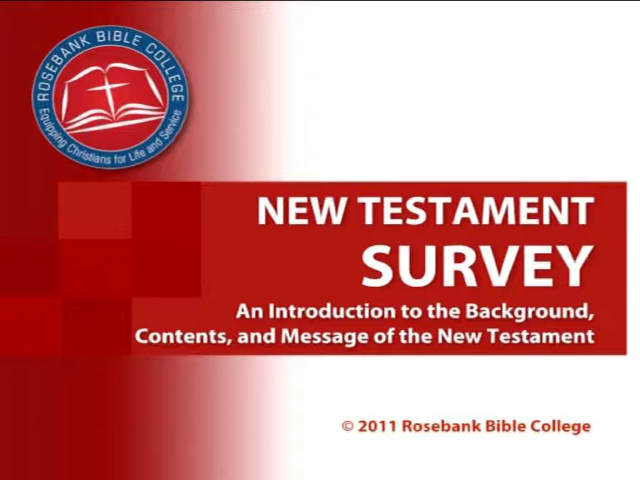 ROSEBANK BIBLE COLLEGE
Equipping Christians for Life and Service
NEW TESTAMENT
SURVEY
An Introduction to the Background,
Contents, and Message of the New Testament
© 2011 Rosebank Bible College